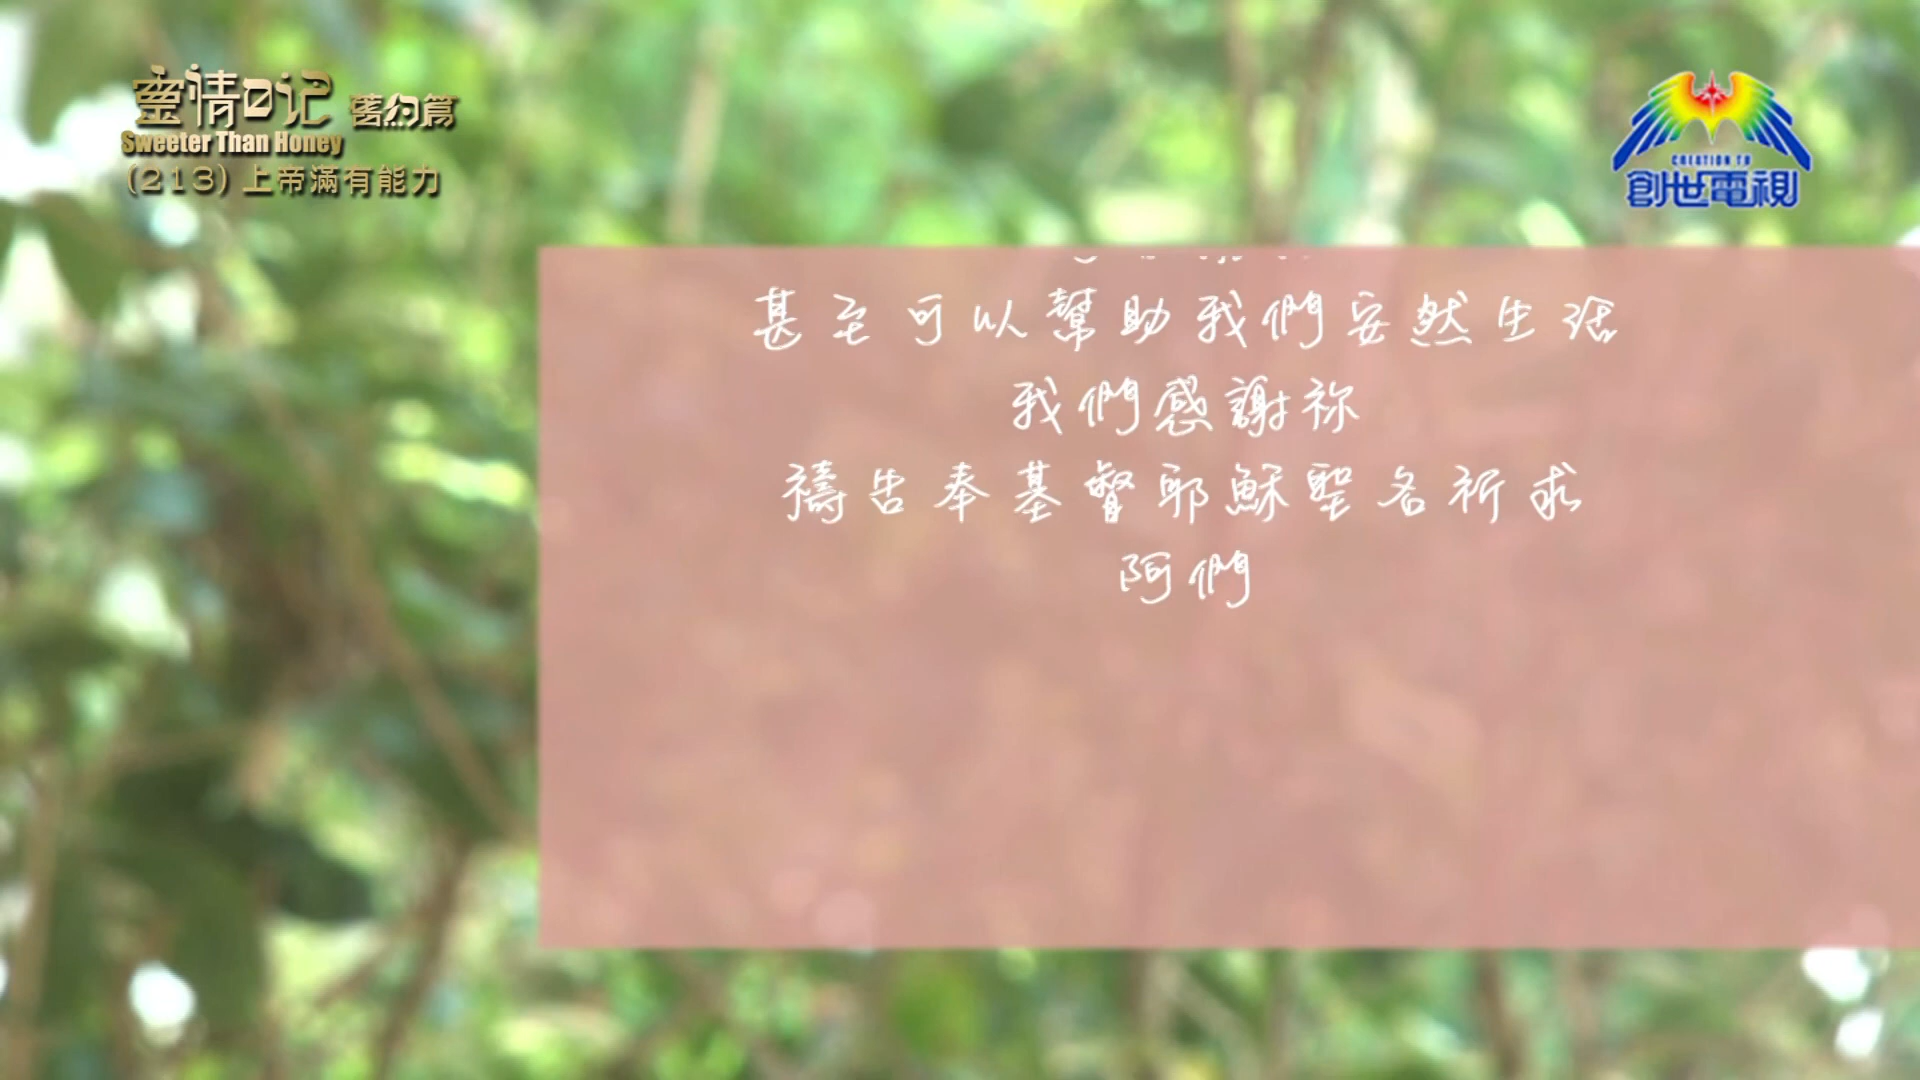 靈情日记 舊約篇
Sweeter Than Honey
(213) 上帝滿有能力
CREATION TV
創世電視
甚至可以幫助我們安然生活
我們感謝祢
禱告奉基督耶穌聖名祈求
阿們